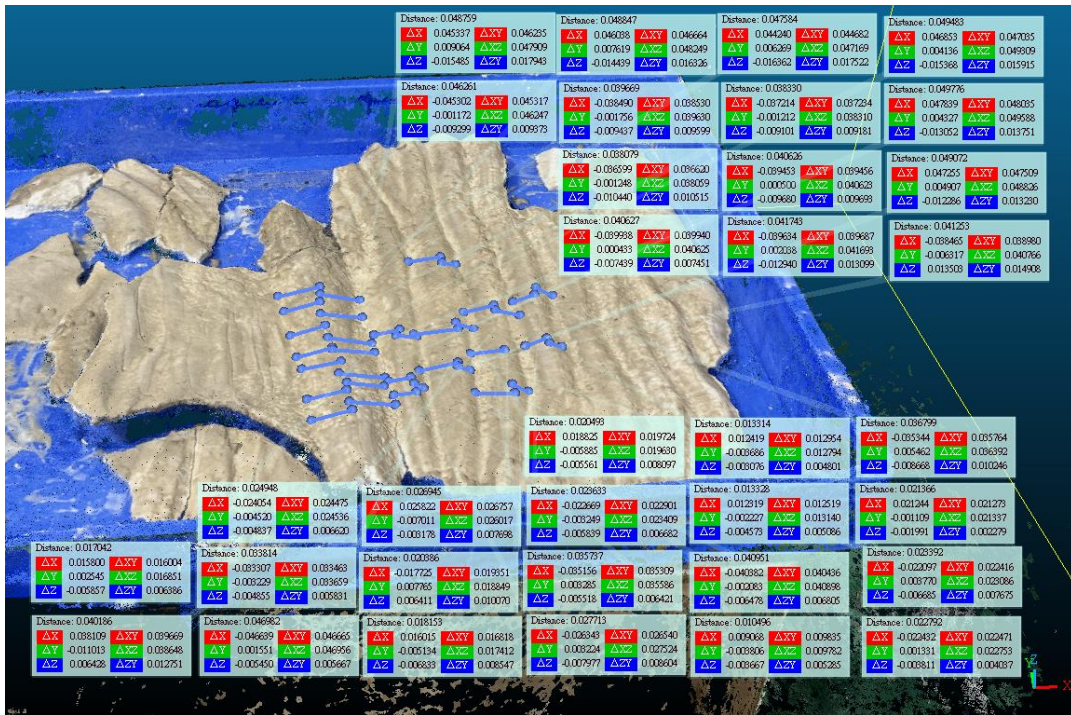 Distance: 0.048759
ΔX 0.045337 ΔXY 0.046235
ΔY 0.009064 ΔXZ 0.047909
ΔZ -0.015485 ΔZY 0.017943
Distance: 0.048847
ΔX 0.046038 ΔXY 0.046664
ΔY 0.007619 ΔXZ 0.048249
ΔZ -0.014439 ΔZY 0.016326
Distance: 0.047584
ΔX 0.044240 ΔXY 0.044682
ΔY 0.006269 ΔXZ 0.047169
ΔZ -0.016362 ΔZY 0.017522
Distance: 0.049483
ΔX 0.046853 ΔXY 0.047035
ΔY 0.004136 ΔXZ 0.049309
ΔZ -0.015368 ΔZY 0.015915
Distance: 0.046261
ΔX -0.045302 ΔXY 0.045317
ΔY -0.001172 ΔXZ 0.046247
ΔZ -0.009299 ΔZY 0.009373
Distance: 0.039669
ΔX -0.038490 ΔXY 0.038530
ΔY -0.001756 ΔXZ 0.039630
ΔZ -0.009437 ΔZY 0.009599
Distance: 0.038330
ΔX -0.037214 ΔXY 0.037234
ΔY -0.001212 ΔXZ 0.038310
ΔZ -0.009101 ΔZY 0.009181
Distance: 0.049776
ΔX 0.047839 ΔXY 0.048035
ΔY 0.004327 ΔXZ 0.049588
ΔZ -0.013052 ΔZY 0.013751
Distance: 0.038079
ΔX -0.036599 ΔXY 0.036620
ΔY -0.001248 ΔXZ 0.038059
ΔZ -0.010440 ΔZY 0.010515
Distance: 0.040626
ΔX -0.039453 ΔXY 0.039456
ΔY 0.000500 ΔXZ 0.040623
ΔZ -0.009680 ΔZY 0.009693
Distance: 0.049072
ΔX 0.047255 ΔXY 0.047509
ΔY 0.004907 ΔXZ 0.048826
ΔZ -0.012286 ΔZY 0.013230
Distance: 0.040627
ΔX -0.039938 ΔXY 0.039940
ΔY 0.000433 ΔXZ 0.040625
ΔZ -0.007439 ΔZY 0.007451
Distance: 0.041743
ΔX -0.039634 ΔXY 0.039687
ΔY 0.002038 ΔXZ 0.041693
ΔZ -0.012940 ΔZY 0.013099
Distance: 0.041253
ΔX -0.038465 ΔXY 0.038980
ΔY -0.006317 ΔXZ 0.040766
ΔZ 0.013503 ΔZY 0.014908
Distance: 0.020493
ΔX 0.018825 ΔXY 0.019724
ΔY -0.005885 ΔXZ 0.019630
ΔZ -0.005561 ΔZY 0.008097
Distance: 0.013314
ΔX 0.012419 ΔXY 0.012954
ΔY -0.003686 ΔXZ 0.012794
ΔZ -0.003076 ΔZY 0.004801
Distance: 0.036799
ΔX -0.035344 ΔXY 0.035764
ΔY -0.005462 ΔXZ 0.036392
ΔZ -0.008668 ΔZY 0.010246
Distance: 0.024948
ΔX -0.024054 ΔXY 0.024475
ΔY -0.004520 ΔXZ 0.024536
ΔZ -0.004837 ΔZY 0.006620
Distance: 0.026945
ΔX 0.025822 ΔXY 0.026757
ΔY -0.007011 ΔXZ 0.026017
ΔZ -0.003178 ΔZY 0.007698
Distance: 0.023633
ΔX -0.022669 ΔXY 0.022901
ΔY -0.003249 ΔXZ 0.023409
ΔZ -0.005839 ΔZY 0.006682
Distance: 0.013328
ΔX 0.012319 ΔXY 0.012519
ΔY -0.002227 ΔXZ 0.013140
ΔZ -0.004573 ΔZY 0.005086
Distance: 0.021366
ΔX 0.021244 ΔXY 0.021273
ΔY -0.001109 ΔXZ 0.021337
ΔZ -0.001991 ΔZY 0.002279
Distance: 0.017042
ΔX 0.015800 ΔXY 0.016004
ΔY 0.002545 ΔXZ 0.016851
ΔZ -0.005857 ΔZY 0.006386
Distance: 0.033814
ΔX -0.033307 ΔXY 0.033463
ΔY -0.003229 ΔXZ 0.033659
ΔZ -0.004855 ΔZY 0.005831
Distance: 0.020386
ΔX -0.017725 ΔXY 0.019351
ΔY 0.007765 ΔXZ 0.018849
ΔZ 0.006411 ΔZY 0.010070
Distance: 0.035737
ΔX -0.035156 ΔXY 0.035309
ΔY 0.003285 ΔXZ 0.035586
ΔZ -0.005518 ΔZY 0.006421
Distance: 0.040951
ΔX -0.040382 ΔXY 0.040436
ΔY -0.002083 ΔXZ 0.040898
ΔZ -0.006478 ΔZY 0.006805
Distance: 0.023392
ΔX -0.022097 ΔXY 0.022416
ΔY 0.003770 ΔXZ 0.023086
ΔZ -0.006685 ΔZY 0.007675
Distance: 0.040186
ΔX 0.038109 ΔXY 0.039669
ΔY -0.011013 ΔXZ 0.038648
ΔZ 0.006428 ΔZY 0.012751
Distance: 0.046982
ΔX -0.046639 ΔXY 0.046665
ΔY 0.001551 ΔXZ 0.046956
ΔZ -0.005450 ΔZY 0.005667
Distance: 0.018153
ΔX 0.016015 ΔXY 0.016818
ΔY -0.005134 ΔXZ 0.017412
ΔZ -0.006833 ΔZY 0.008547
Distance: 0.027713
ΔX -0.026343 ΔXY 0.026540
ΔY 0.003224 ΔXZ 0.027524
ΔZ -0.007977 ΔZY 0.008604
Distance: 0.010496
ΔX 0.009068 ΔXY 0.009835
ΔY -0.003806 ΔXZ 0.009782
ΔZ -0.003667 ΔZY 0.005285
Distance: 0.022792
ΔX -0.022432 ΔXY 0.022471
ΔY 0.001331 ΔXZ 0.022753
ΔZ -0.003811 ΔZY 0.004037
X